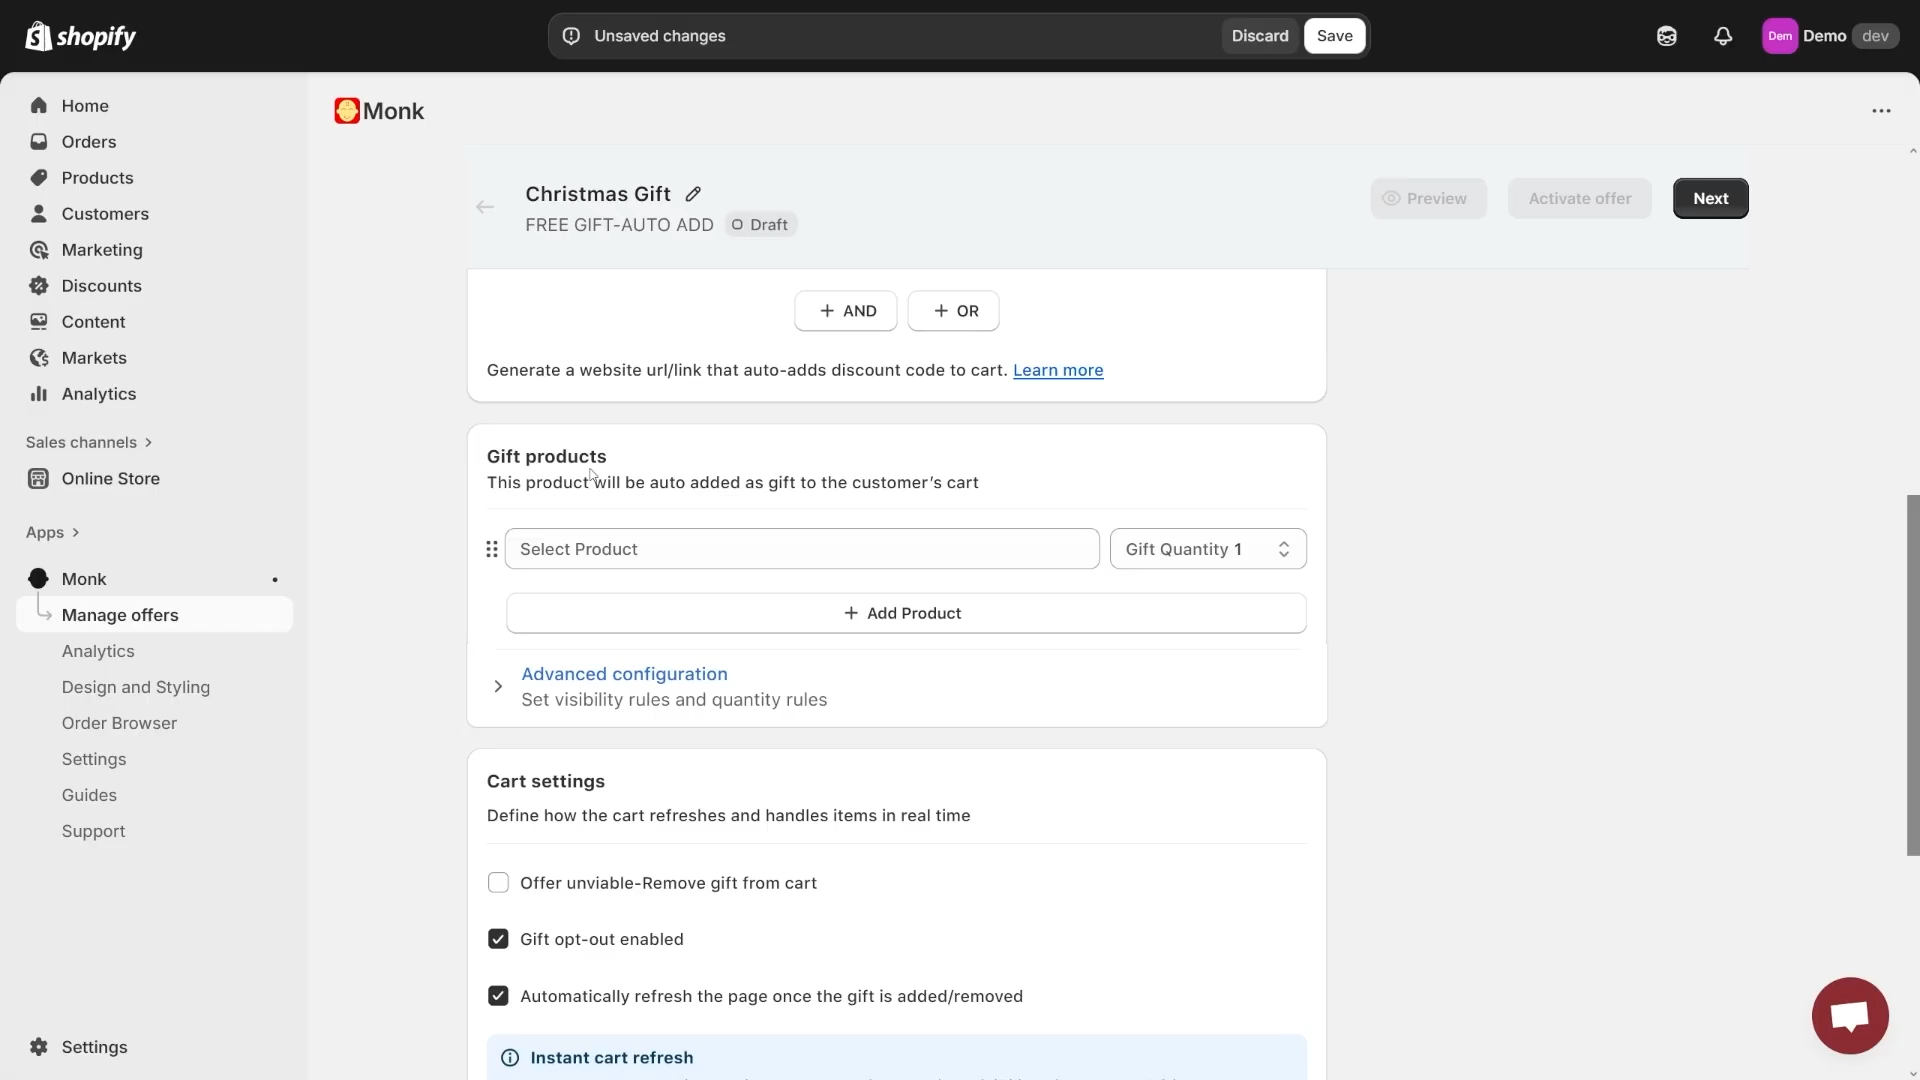 shopify
Unsaved changes
Discard
Save
Dem
Demo
dev
Home
Orders
Products
Customers
Marketing
Discounts
Content
Markets
Analytics
Sales channels
Online Store
Apps
Monk
Manage offers
Analytics
Design and Styling
Order Browser
Settings
Guides
Support
Settings
Monk
Christmas Gift
FREE GIFT-AUTO ADD
Draft
Preview
Activate offer
Next
+ AND
+ OR
Generate a website url/link that auto-adds discount code to cart. Learn more
Gift products
This product will be auto added as gift to the customer's cart
Select Product
Gift Quantity 1
+ Add Product
Advanced configuration
Set visibility rules and quantity rules
Cart settings
Define how the cart refreshes and handles items in real time
Offer unviable-Remove gift from cart
Gift opt-out enabled
Automatically refresh the page once the gift is added/removed
Instant cart refresh